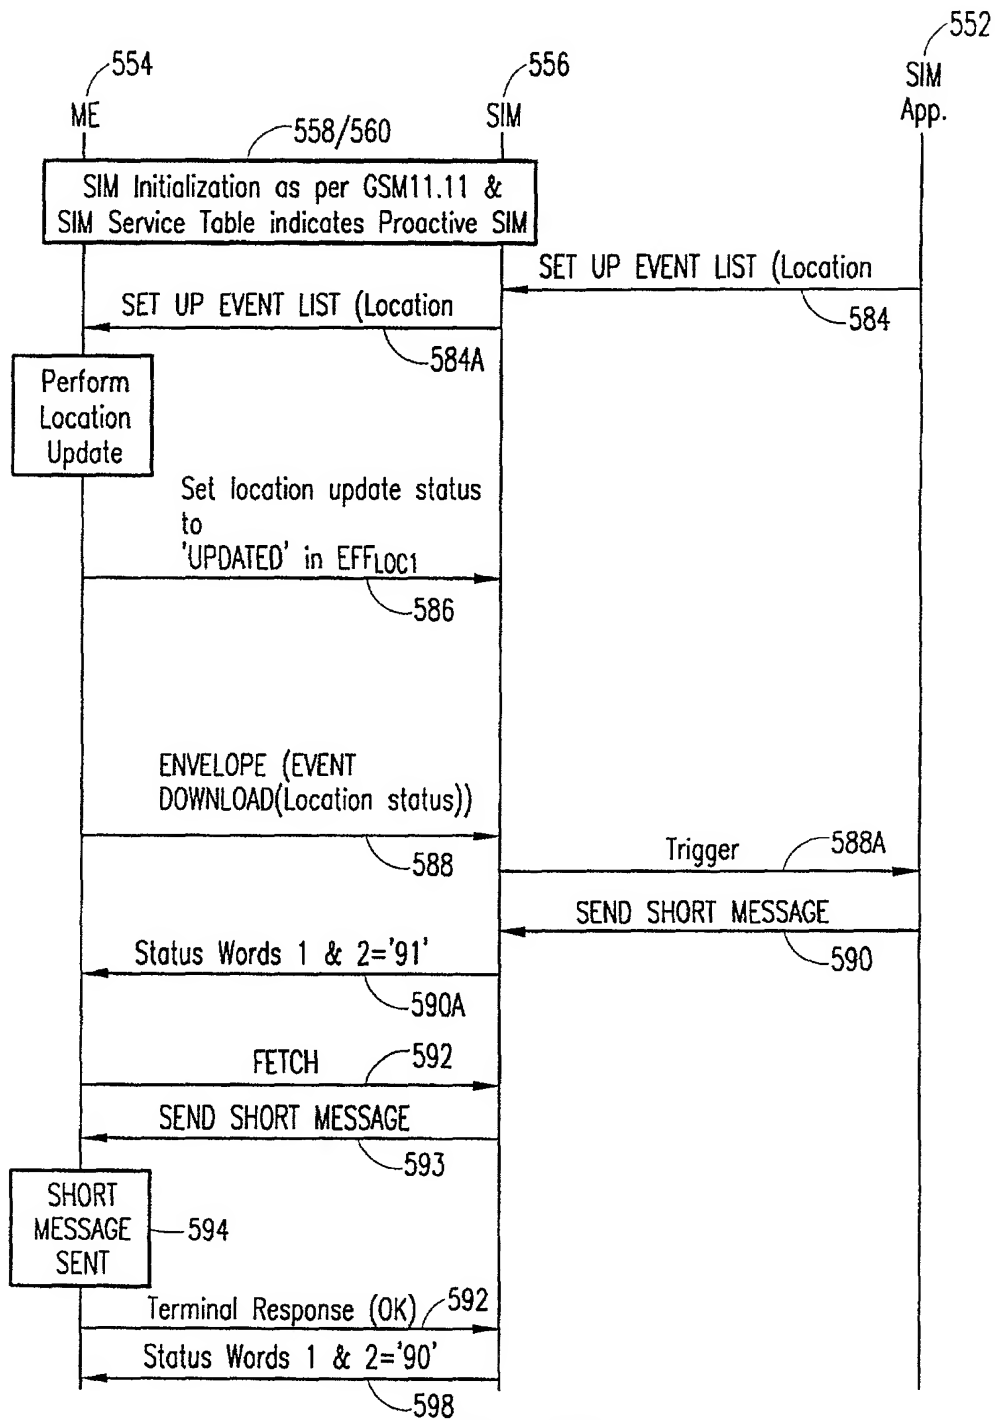 552
554
556
SIM
App.
ME
SIM
558/560
SIM Initialization as per GSM11.11 &
SIM Service Table indicates Proactive SIM
SET UP EVENT LIST (Location
584
SET UP EVENT LIST (Location
584A
Perform
Location
Update
Set location update status
to
'UPDATED' in EFFLOC1
586
ENVELOPE (EVENT
DOWNLOAD(Location status))
588
Trigger
588A
SEND SHORT MESSAGE
590
Status Words 1 & 2='91'
590A
FETCH
592
SEND SHORT MESSAGE
593
SHORT
MESSAGE
SENT
594
Terminal Response (OK)
592
Status Words 1 & 2='90'
598